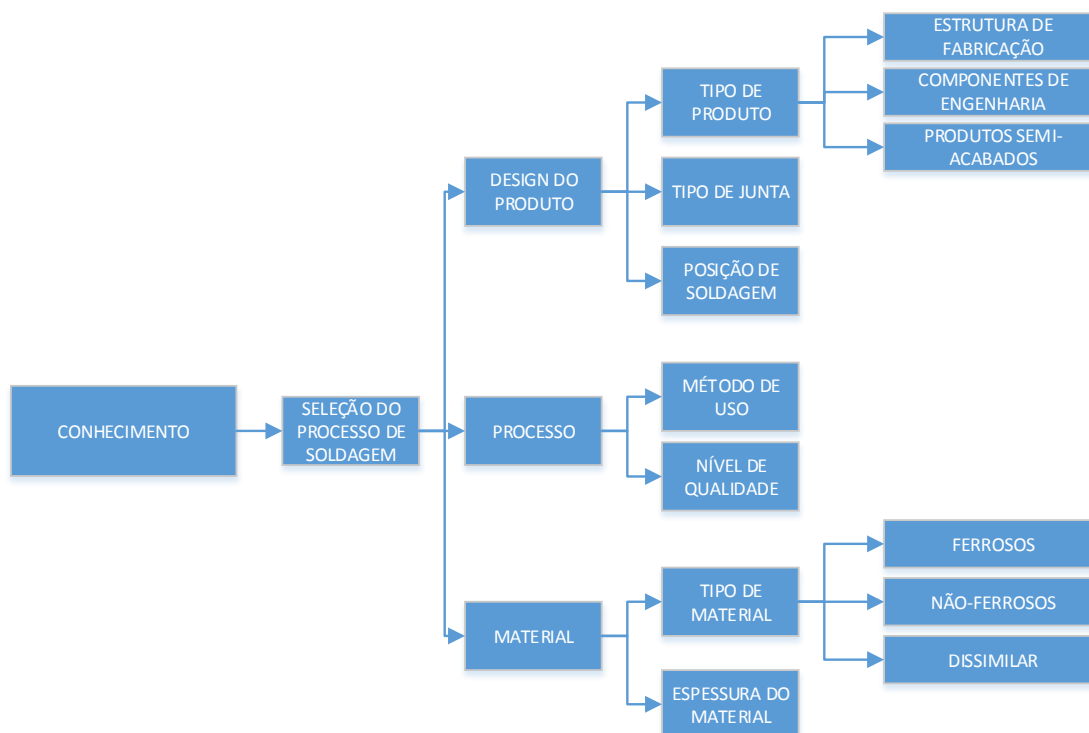 ESTRUTURA DE
FABRICAÇÃO
TIPO DE
PRODUTO
COMPONENTES DE
ENGENHARIA
PRODUTOS SEMI-
ACABADOS
DESIGN DO
PRODUTO
TIPO DE JUNTA
POSIÇÃO DE
SOLDAGEM
CONHECIMENTO
SELEÇÃO DO
PROCESSO DE
SOLDAGEM
PROCESSO
MÉTODO DE
USO
NÍVEL DE
QUALIDADE
MATERIAL
TIPO DE
MATERIAL
FERROSOS
NÃO-FERROSOS
DISSIMILAR
ESPESSURA DO
MATERIAL